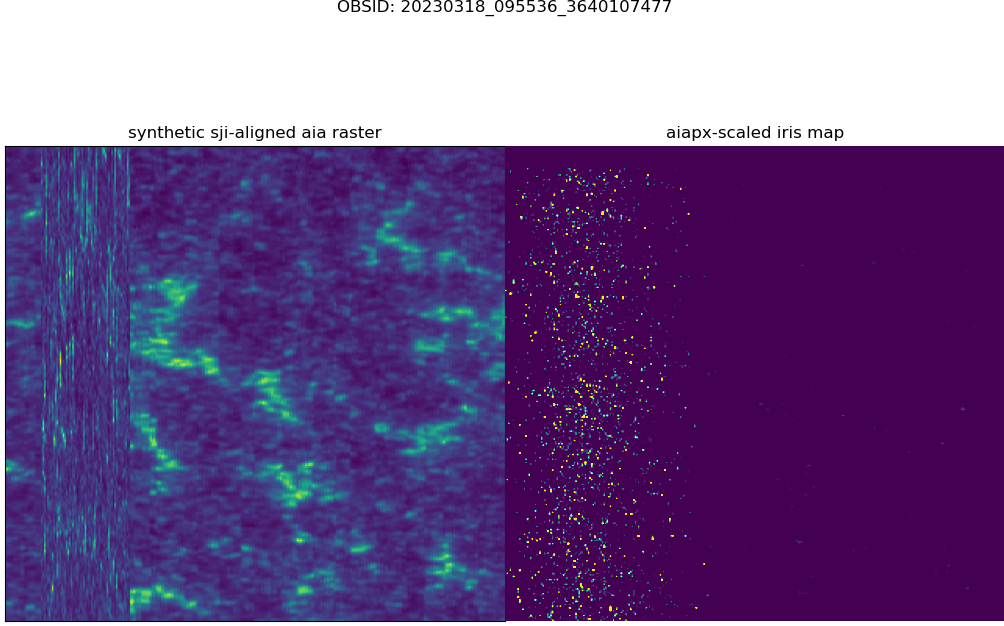 OBSID: 20230318_095536_3640107477
synthetic sji-aligned aia raster
aiapx-scaled iris map